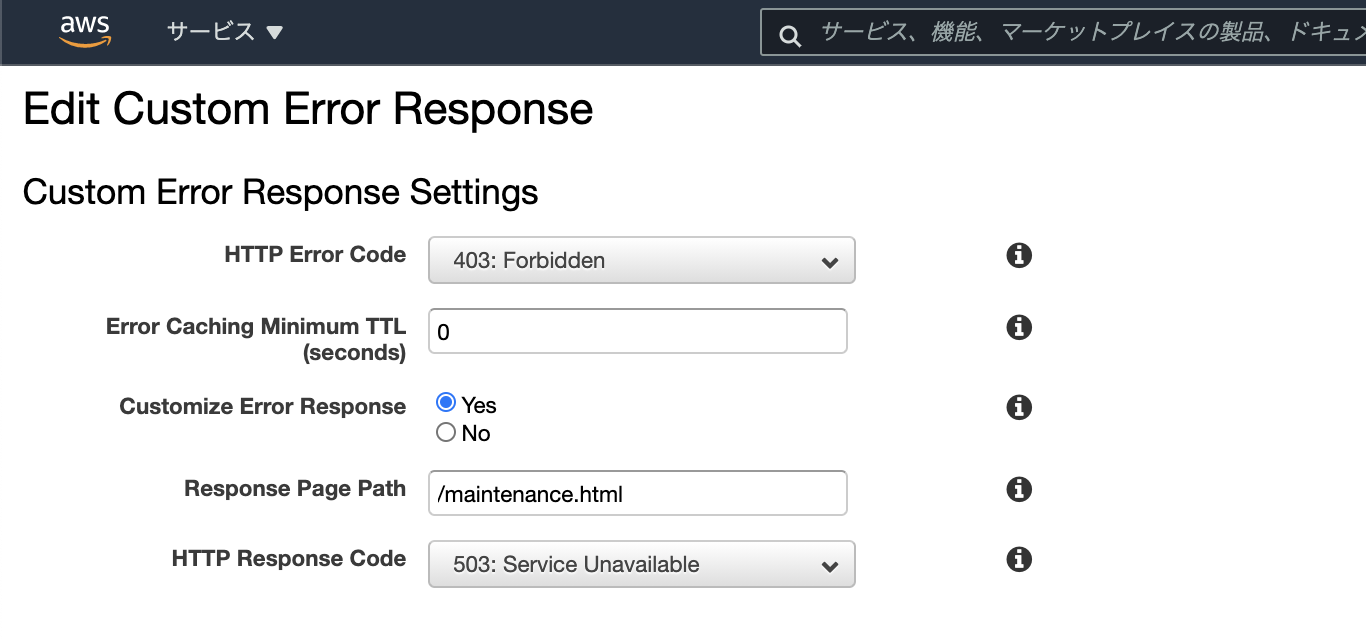 aws
サービス ▼
サービス、機能、マーケットプレイスの製品、ドキュメ
Edit Custom Error Response
Custom Error Response Settings
HTTP Error Code
403: Forbidden
Error Caching Minimum TTL
(seconds)
0
Customize Error Response
Yes
No
Response Page Path
/maintenance.html
HTTP Response Code
503: Service Unavailable